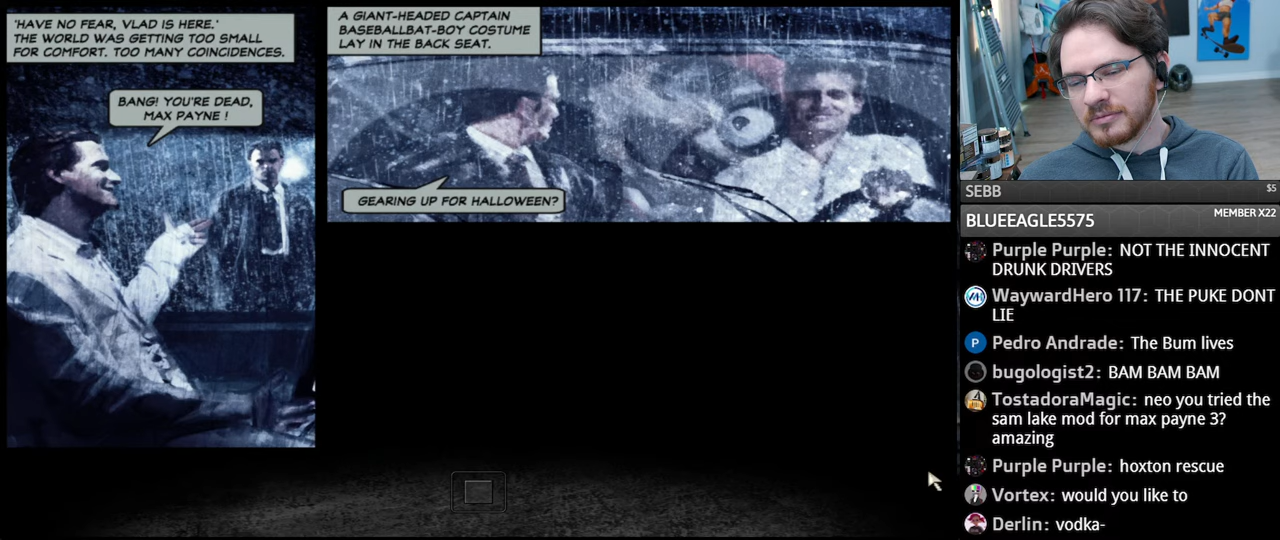 'HAVE NO FEAR, VLAD IS HERE.'
THE WORLD WAS GETTING TOO SMALL
FOR COMFORT. TOO MANY COINCIDENCES.
BANG! YOU'RE DEAD,
MAX PAYNE !
A GIANT-HEADED CAPTAIN
BASEBALLBAT-BOY COSTUME
LAY IN THE BACK SEAT.
GEARING UP FOR HALLOWEEN?
SEBB $5
BLUEEAGLE5575 MEMBER X22
Purple Purple: NOT THE INNOCENT
DRUNK DRIVERS
WaywardHero 117: THE PUKE DONT
LIE
P Pedro Andrade: The Bum lives
bugologist2: BAM BAM BAM
TostadoraMagic: neo you tried the
sam lake mod for max payne 3?
amazing
Purple Purple: hoxton rescue
Vortex: would you like to
Derlin: vodka-